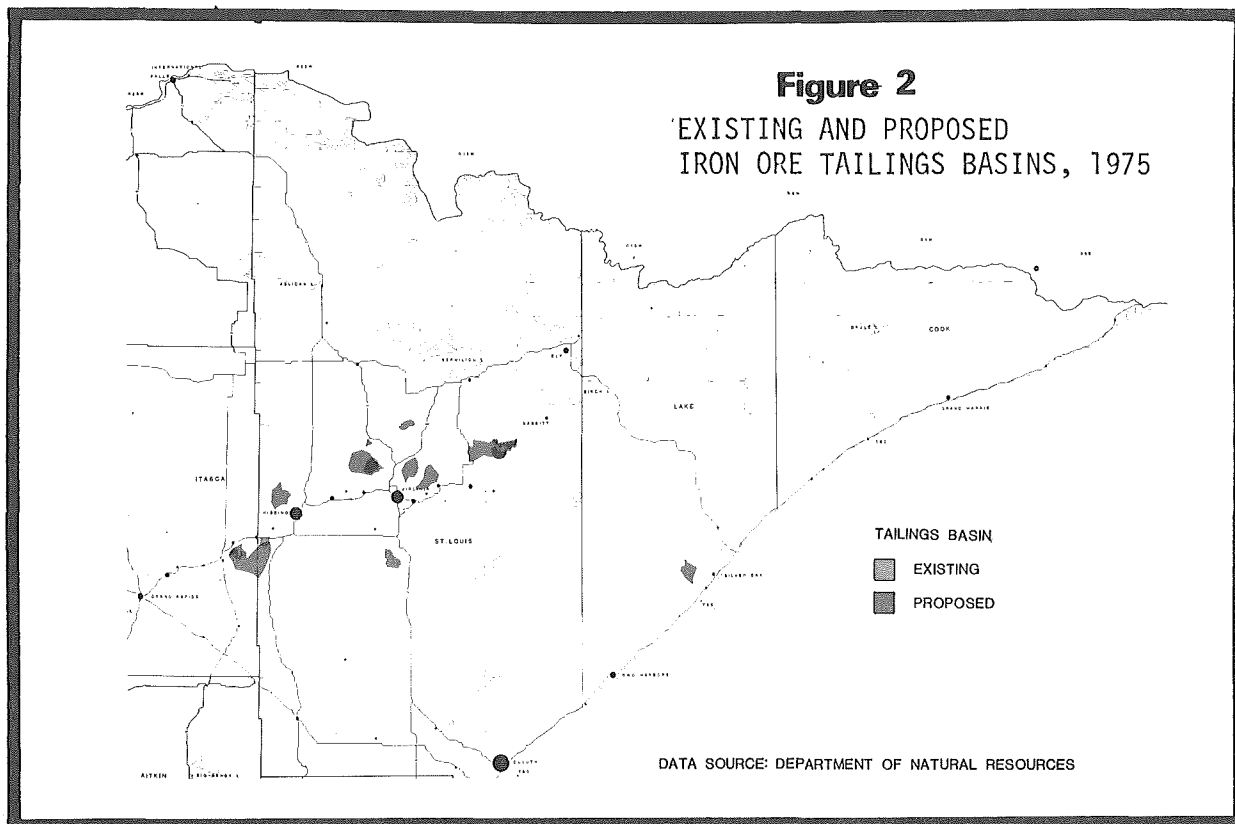 Figure 2
EXISTING AND PROPOSED
IRON ORE TAILINGS BASINS, 1975
INTERNATIONAL
FALLS
COOK
ELY
LAKE
BABBITT
GRAND MARAIS
ITASCA
VIRGINIA
HIBBING
ST. LOUIS
TAILINGS BASIN
EXISTING
SILVER BAY
GRAND RAPIDS
PROPOSED
TWO HARBORS
DULUTH
DATA SOURCE: DEPARTMENT OF NATURAL RESOURCES
AITKIN